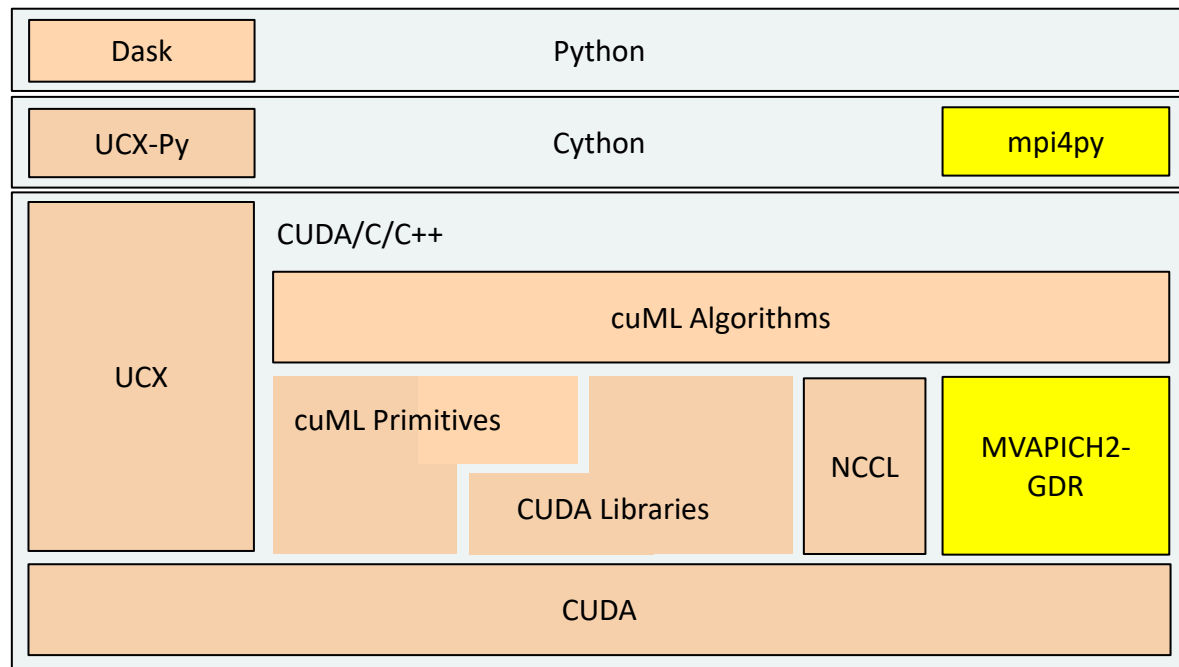 Dask
Python
UCX-Py
Cython
mpi4py
CUDA/C/C++
cuML Algorithms
UCX
cuML Primitives
CUDA Libraries
NCCL
MVAPICH2-
GDR
CUDA